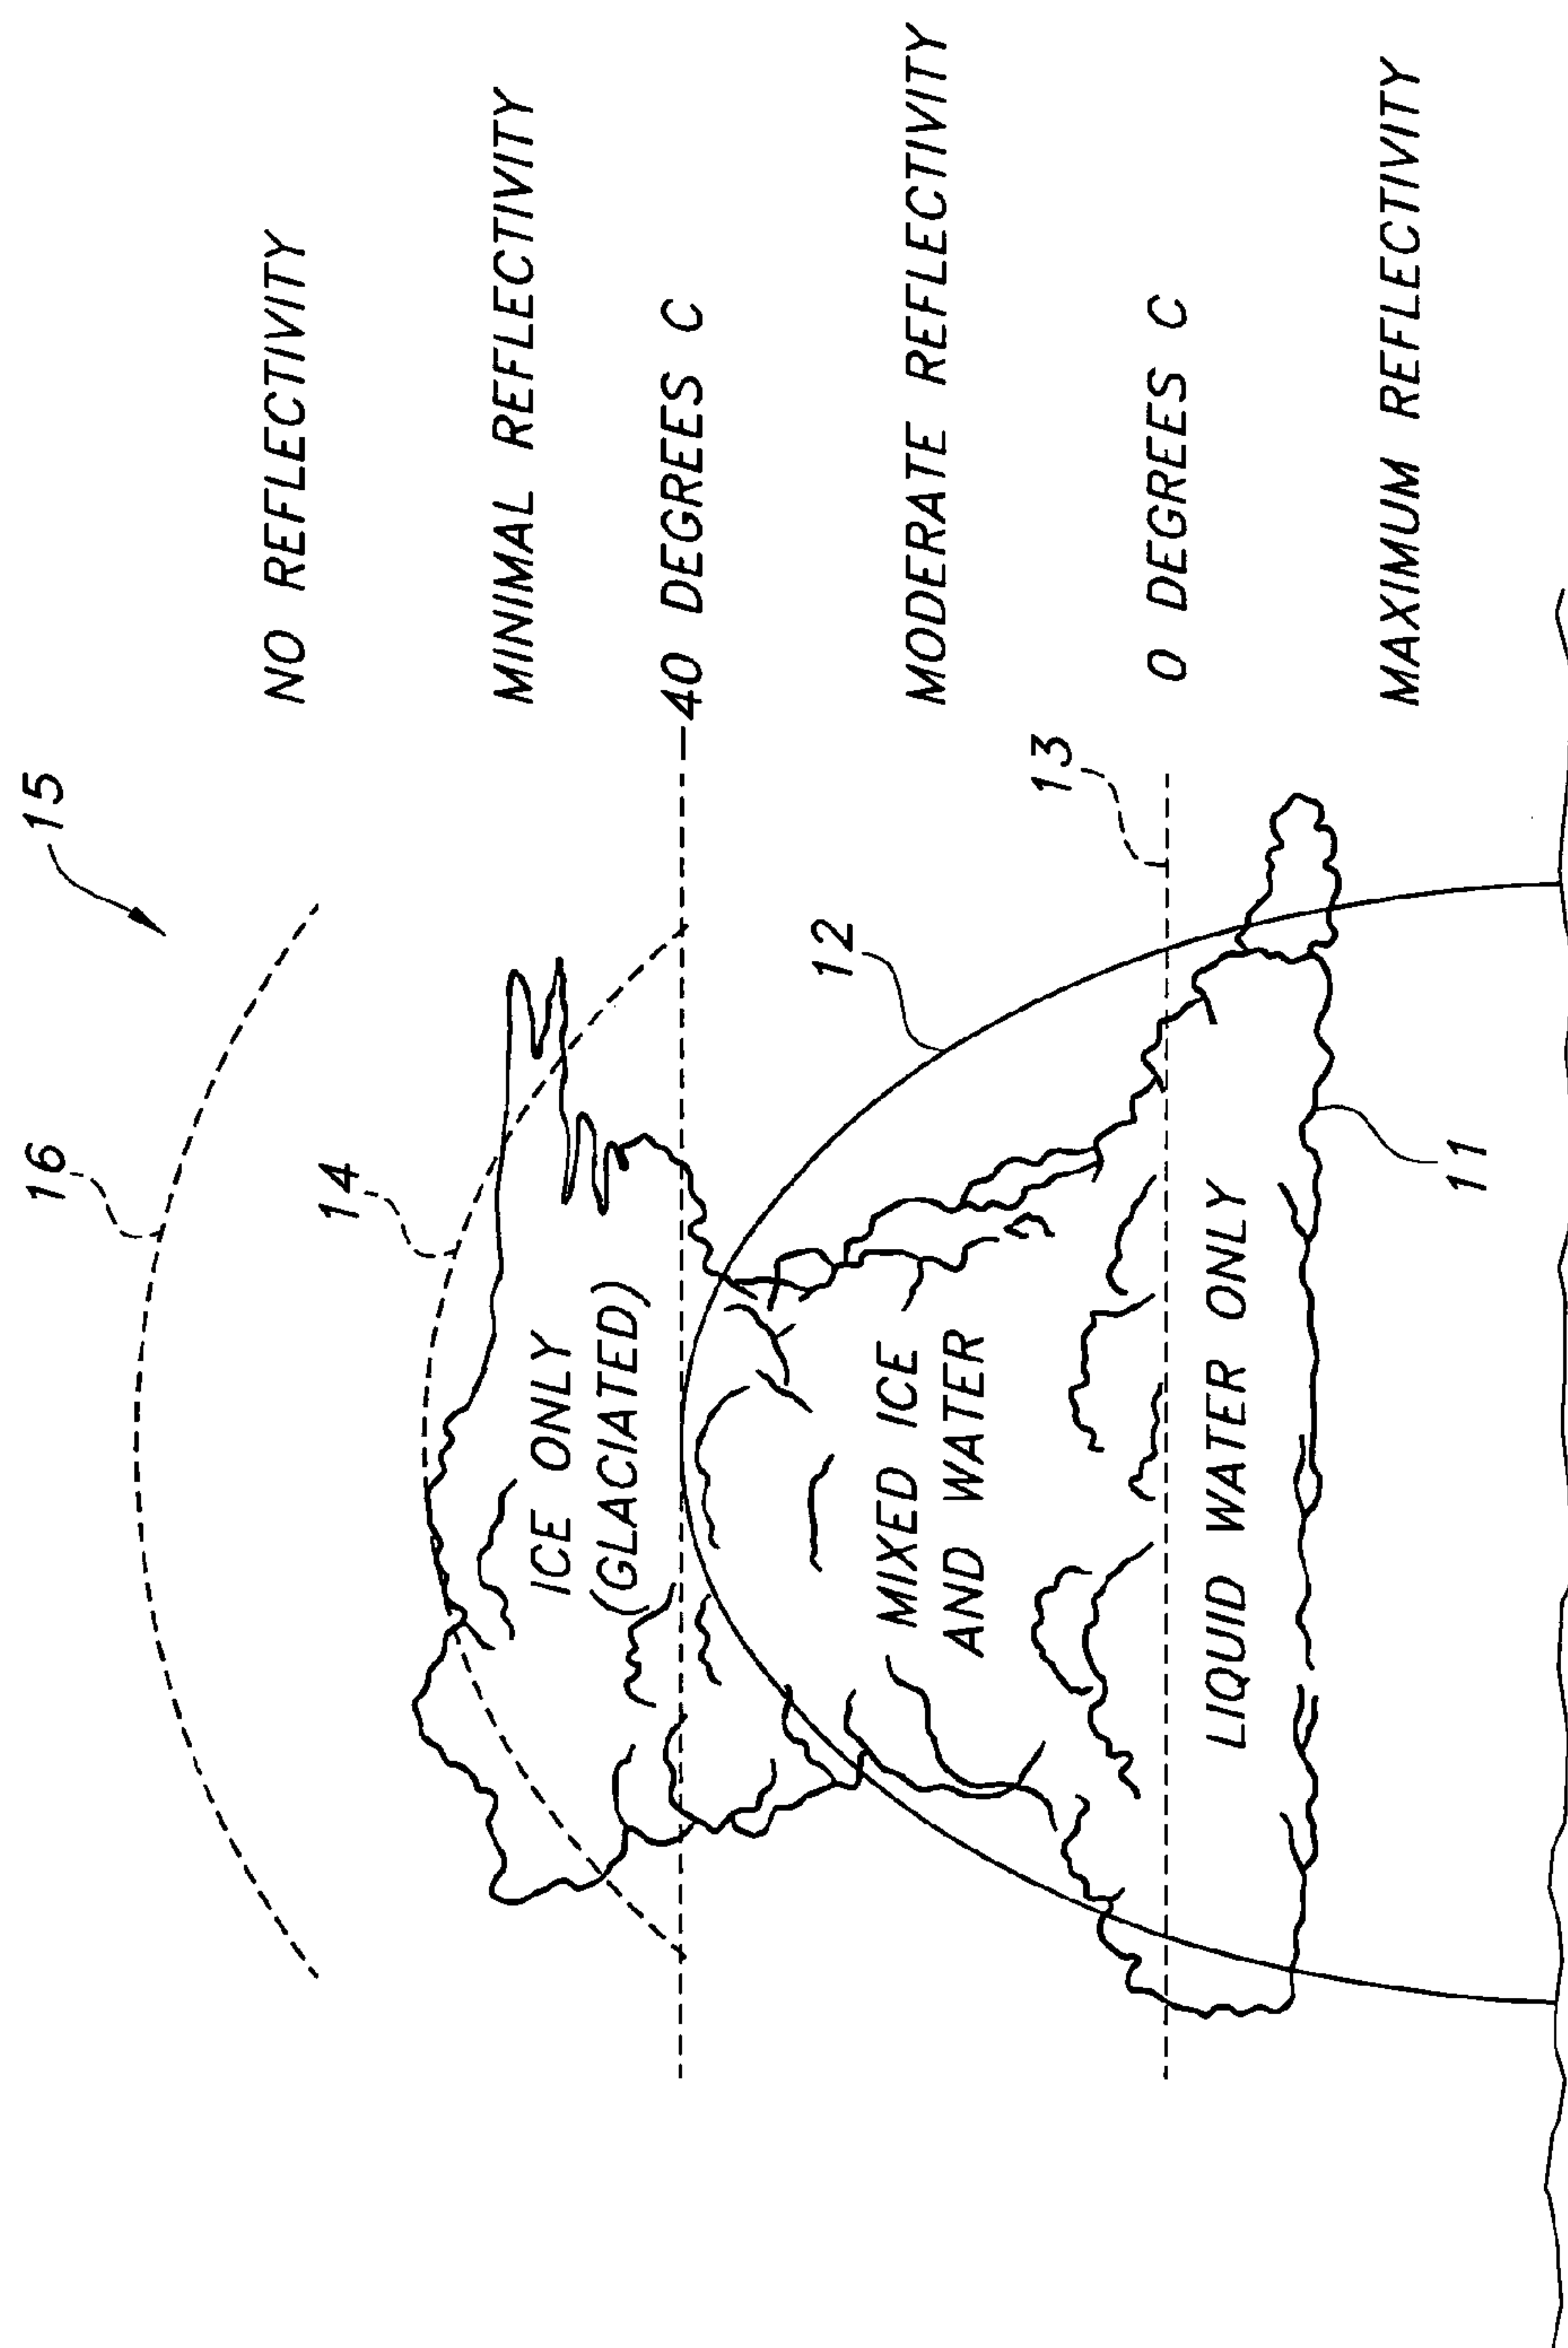 16
15
NO REFLECTIVITY
14
MINIMAL REFLECTIVITY
ICE ONLY
(GLACIATED)
-40 DEGREES C
12
MIXED ICE
AND WATER
MODERATE REFLECTIVITY
13
0 DEGREES C
LIQUID WATER ONLY
MAXIMUM REFLECTIVITY
11